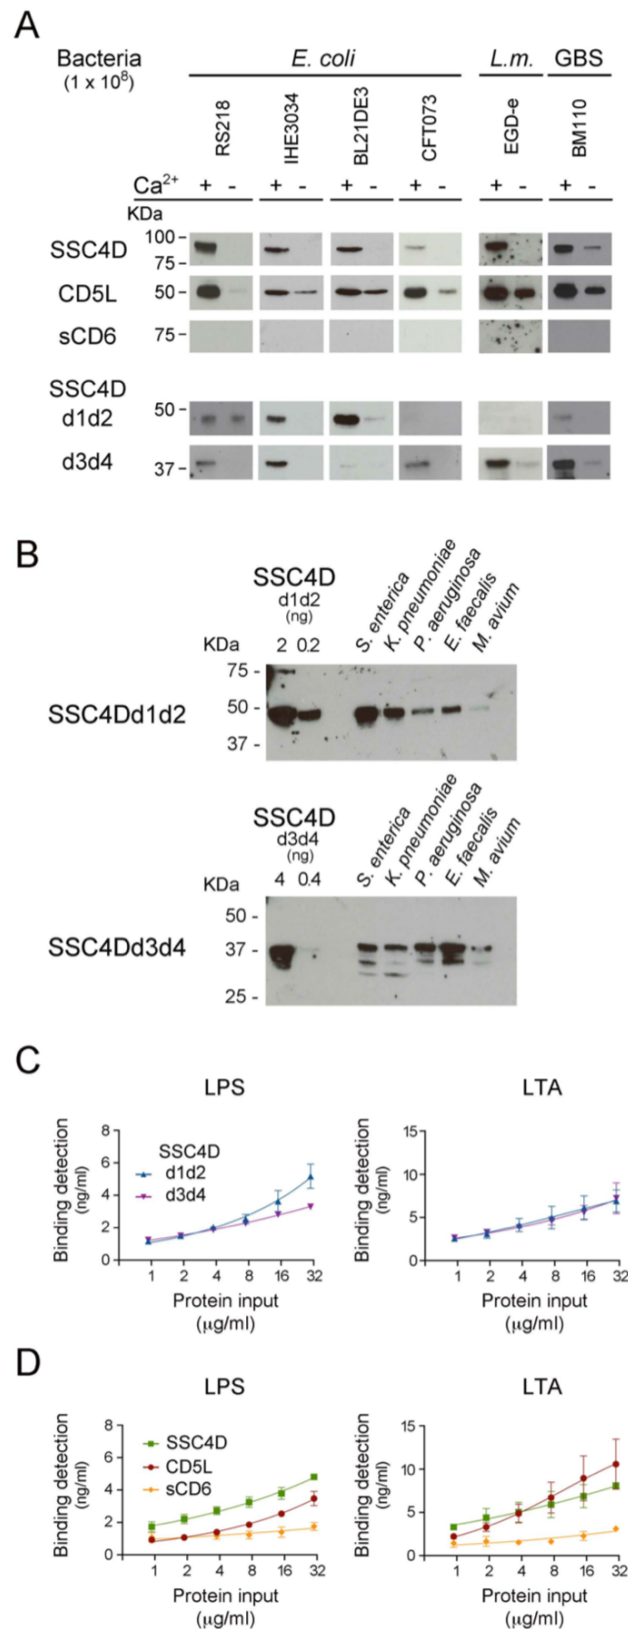 A
Bacteria
(1 x 10⁸)
E. coli
L.m.
GBS
RS218
IHE3034
BL21DE3
CFT073
EGD-e
BM110
Ca²⁺ + - + - + - + - + - + -
KDa
SSC4D 100 -
75 -
CD5L 50 -
sCD6 75 -
SSC4D
d1d2 50 -
d3d4 37 -
B
SSC4D
d1d2
(ng)
KDa 2 0.2
S. enterica
K. pneumoniae
P. aeruginosa
E. faecalis
M. avium
75 -
SSC4Dd1d2 50 -
37 -
SSC4D
d3d4
(ng)
KDa 4 0.4
S. enterica
K. pneumoniae
P. aeruginosa
E. faecalis
M. avium
50 -
SSC4Dd3d4 37 -
25 -
C
LPS
Binding detection
(ng/ml)
8
6
4
2
0
SSC4D
d1d2
d3d4
1 2 4 8 16 32
Protein input
(µg/ml)
LTA
Binding detection
(ng/ml)
15
10
5
0
1 2 4 8 16 32
Protein input
(µg/ml)
D
LPS
Binding detection
(ng/ml)
8
6
4
2
0
SSC4D
CD5L
sCD6
1 2 4 8 16 32
Protein input
(µg/ml)
LTA
Binding detection
(ng/ml)
15
10
5
0
1 2 4 8 16 32
Protein input
(µg/ml)